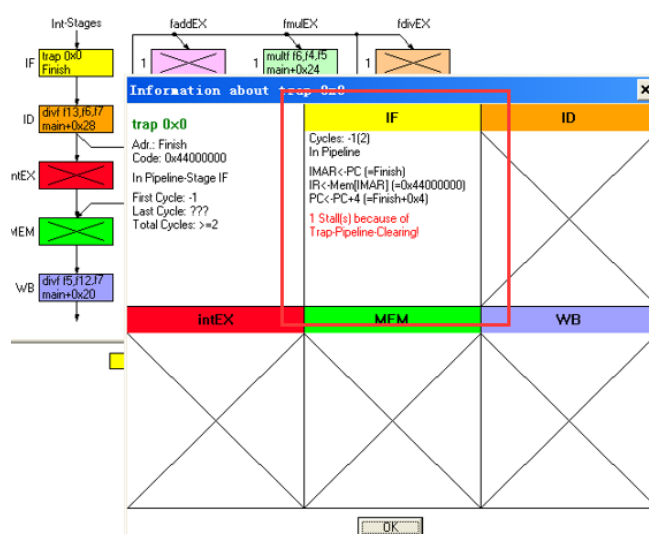 Int-Stages
faddEX
fmulEX
fdivEX
IF
trap 0x0
Finish
1
1
multf f6,f4,f5
main+0x24
1
ID
divf f13,f6,f7
main+0x28
ntEX
MEM
WB
divf f5,f12,f7
main+0x20
Information about trap 0x0
trap 0x0
Adr.: Finish
Code: 0x44000000
In Pipeline-Stage IF
First Cycle: -1
Last Cycle: ???
Total Cycles: >=2
IF
Cycles: -1(2)
In Pipeline
IMAR<-PC (=Finish)
IR<-Mem[IMAR] (=0x44000000)
PC<-PC+4 (=Finish+0x4)
1 Stall(s) because of
Trap-Pipeline-Clearing!
ID
intEX
MEM
WB
OK